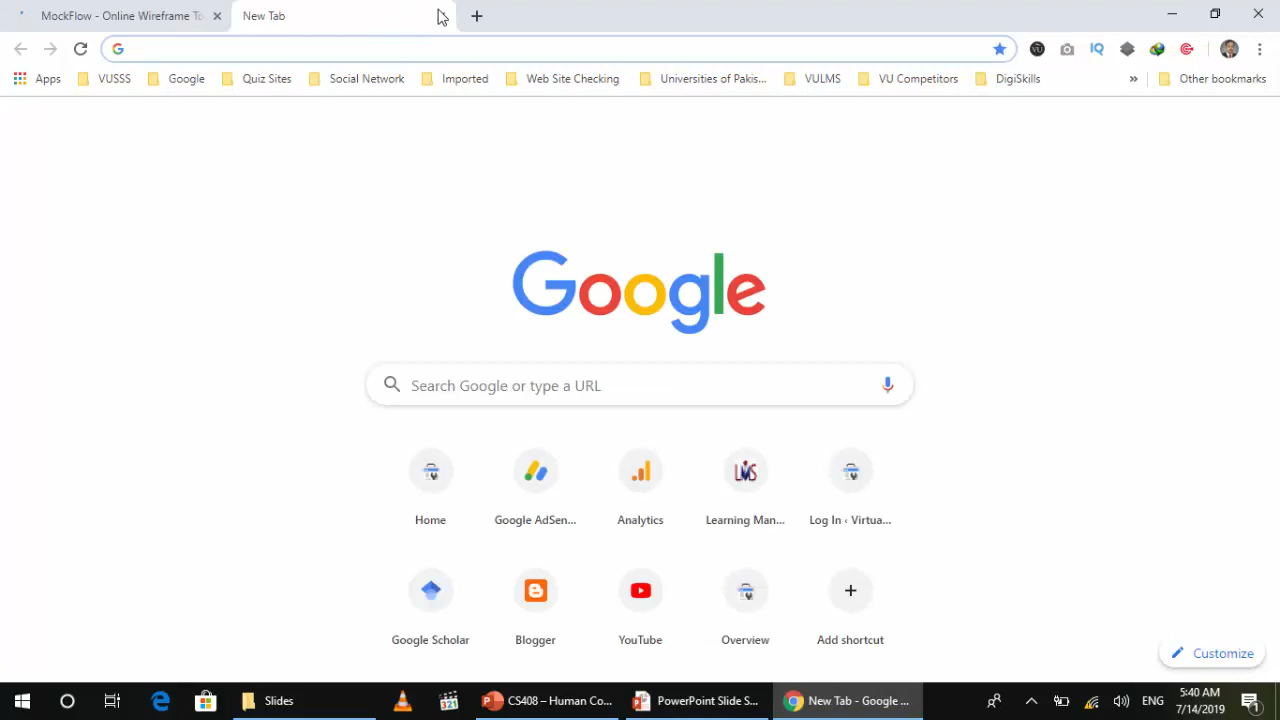 MockFlow - Online Wireframe To
New Tab
Apps
VUSSS
Google
Quiz Sites
Social Network
Imported
Web Site Checking
Universities of Pakis...
VULMS
VU Competitors
DigiSkills
»
Other bookmarks
Google
Search Google or type a URL
Home
Google AdSen...
Analytics
Learning Man...
Log In ‹ Virtua...
Google Scholar
Blogger
YouTube
Overview
Add shortcut
Customize
Slides
CS408 – Human Co...
PowerPoint Slide S...
New Tab - Google ...
ENG
5:40 AM
7/14/2019